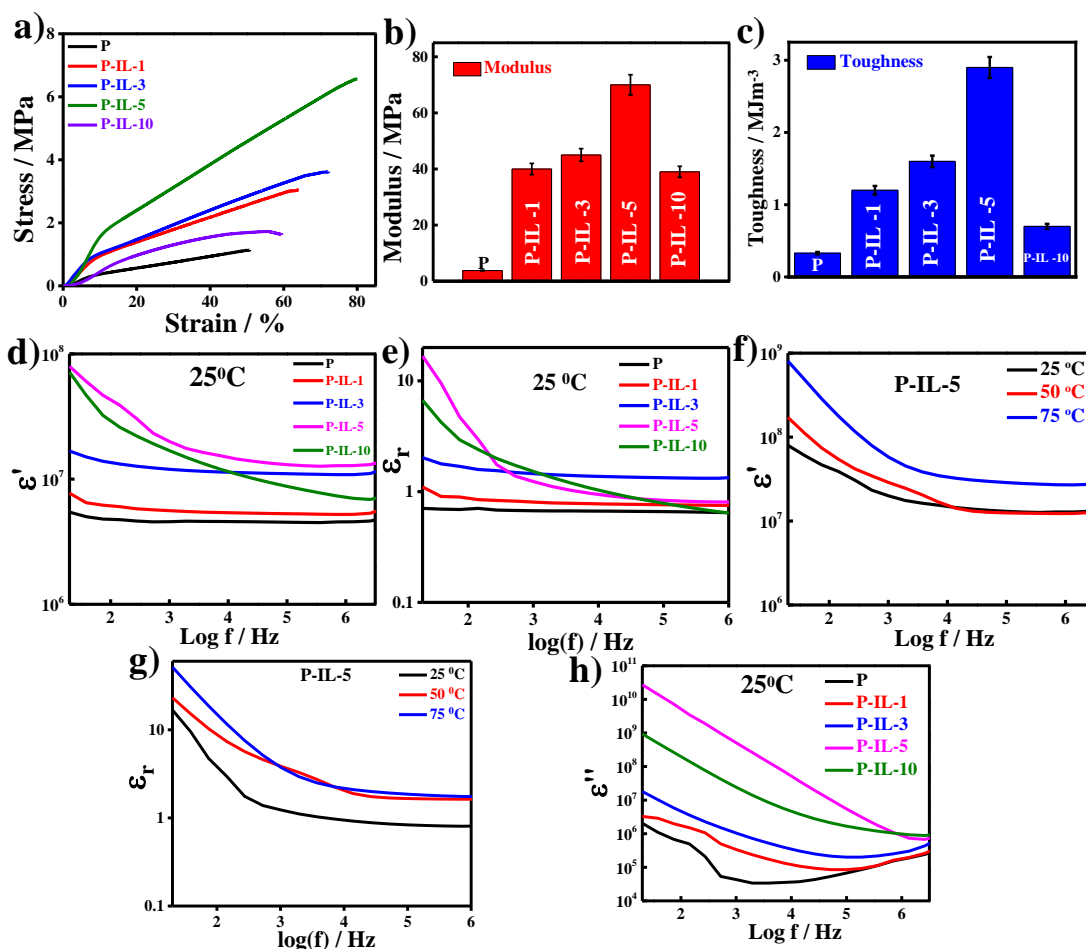 a)
P
P-IL-1
P-IL-3
P-IL-5
P-IL-10
Stress / MPa
8
6
4
2
0
0 20 40 60 80
Strain / %
b)
Modulus
Modulus / MPa
80
60
40
20
0
P
P-IL -1
P-IL -3
P-IL -5
P-IL-10
c)
Toughness
Toughness / MJm-3
3
2
1
0
P
P-IL -1
P-IL -3
P-IL -5
P-IL -10
d)
25⁰C
P
P-IL-1
P-IL-3
P-IL-5
P-IL-10
ε'
10⁸
10⁷
10⁶
2 3 4 5 6
Log f / Hz
e)
25 ⁰C
P
P-IL-1
P-IL-3
P-IL-5
P-IL-10
εr
10
1
0.1
2 3 4 5 6
log(f) / Hz
f)
P-IL-5
25 °C
50 °C
75 °C
ε'
10⁹
10⁸
10⁷
10⁶
2 3 4 5 6
Log f / Hz
g)
P-IL-5
25 ⁰C
50 ⁰C
75 ⁰C
εr
10
1
0.1
2 3 4 5 6
log(f) / Hz
h)
25⁰C
P
P-IL-1
P-IL-3
P-IL-5
P-IL-10
ε''
10¹¹
10¹⁰
10⁹
10⁸
10⁷
10⁶
10⁵
10⁴
2 3 4 5 6
Log f / Hz